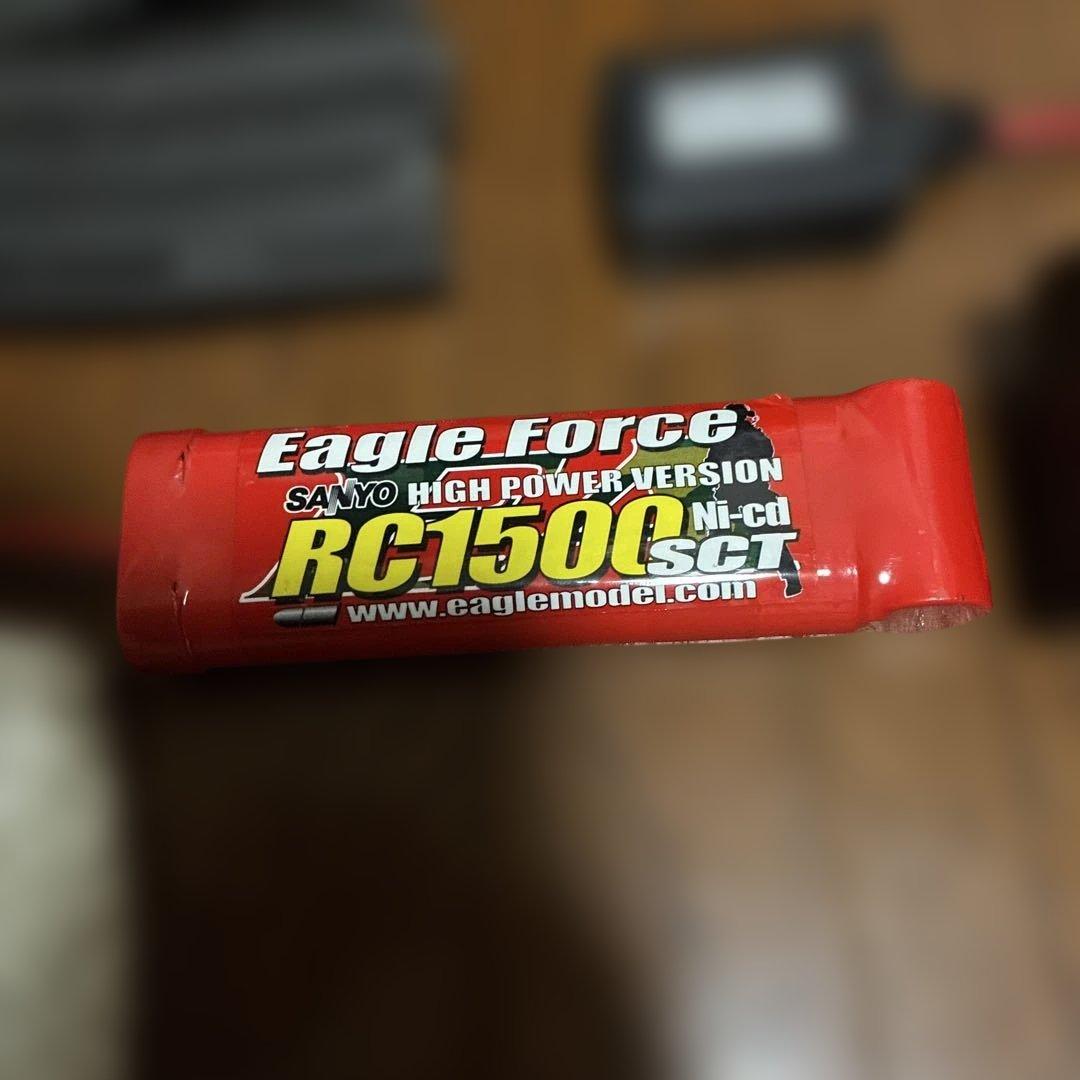 Eagle Force
SANYO HIGH POWER VERSION
RC1500 Ni-cd
SCT
www.eaglemodel.com